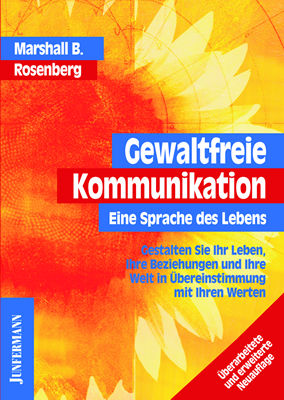 Marshall B.
Rosenberg
Gewaltfreie
Kommunikation
Eine Sprache des Lebens
Gestalten Sie Ihr Leben,
Ihre Beziehungen und Ihre
Welt in Übereinstimmung
mit Ihren Werten
Überarbeitete
und erweiterte
Neuauflage
JUNFERMANN